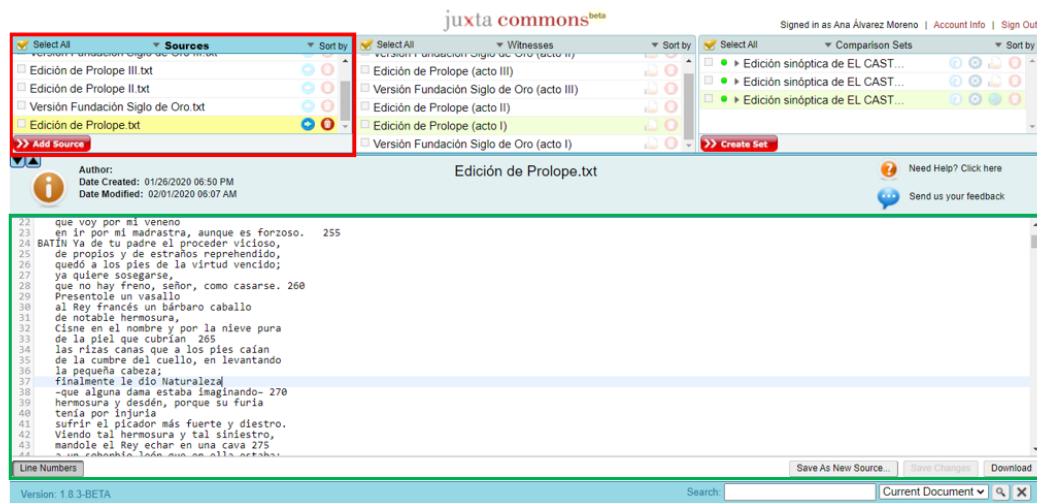 juxta commons beta
Signed in as Ana Álvarez Moreno | Account Info | Sign Out
Select All Sources Sort by
Select All Witnesses Sort by
Select All Comparison Sets Sort by
Edición de Prolope III.txt
Edición de Prolope II.txt
Versión Fundación Siglo de Oro.txt
Edición de Prolope.txt
Add Source
Edición de Prolope (acto III)
Versión Fundación Siglo de Oro (acto III)
Edición de Prolope (acto II)
Edición de Prolope (acto I)
Versión Fundación Siglo de Oro (acto I)
Edición sinóptica de EL CAST...
Edición sinóptica de EL CAST...
Create Set
Author:
Date Created: 01/26/2020 06:50 PM
Date Modified: 02/01/2020 06:07 AM
Edición de Prolope.txt
Need Help? Click here
Send us your feedback
22 que voy por mi veneno
23 en ir por mi madrastra, aunque es forzoso. 255
24 BATÍN Ya de tu padre el proceder vicioso,
25 de propios y de estraños reprehendido,
26 quedó a los pies de la virtud vencido;
27 ya quiere sosegarse,
28 que no hay freno, señor, como casarse. 260
29 Presentole un vasallo
30 al Rey francés un bárbaro caballo
31 de notable hermosura,
32 Cisne en el nombre y por la nieve pura
33 de la piel que cubrían 265
34 las rizas canas que a los pies caían
35 de la cumbre del cuello, en levantando
36 la pequeña cabeza;
37 finalmente le dio Naturaleza
38 -que alguna dama estaba imaginando- 270
39 hermosura y desdén, porque su furia
40 tenía por injuria
41 sufrir el picador más fuerte y diestro.
42 Viendo tal hermosura y tal siniestro,
43 mandole el Rey echar en una cava 275
44 a un soberbio león que en ella estaba;
Line Numbers
Save As New Source...
Save Changes
Download
Version: 1.8.3-BETA
Search:
Current Document